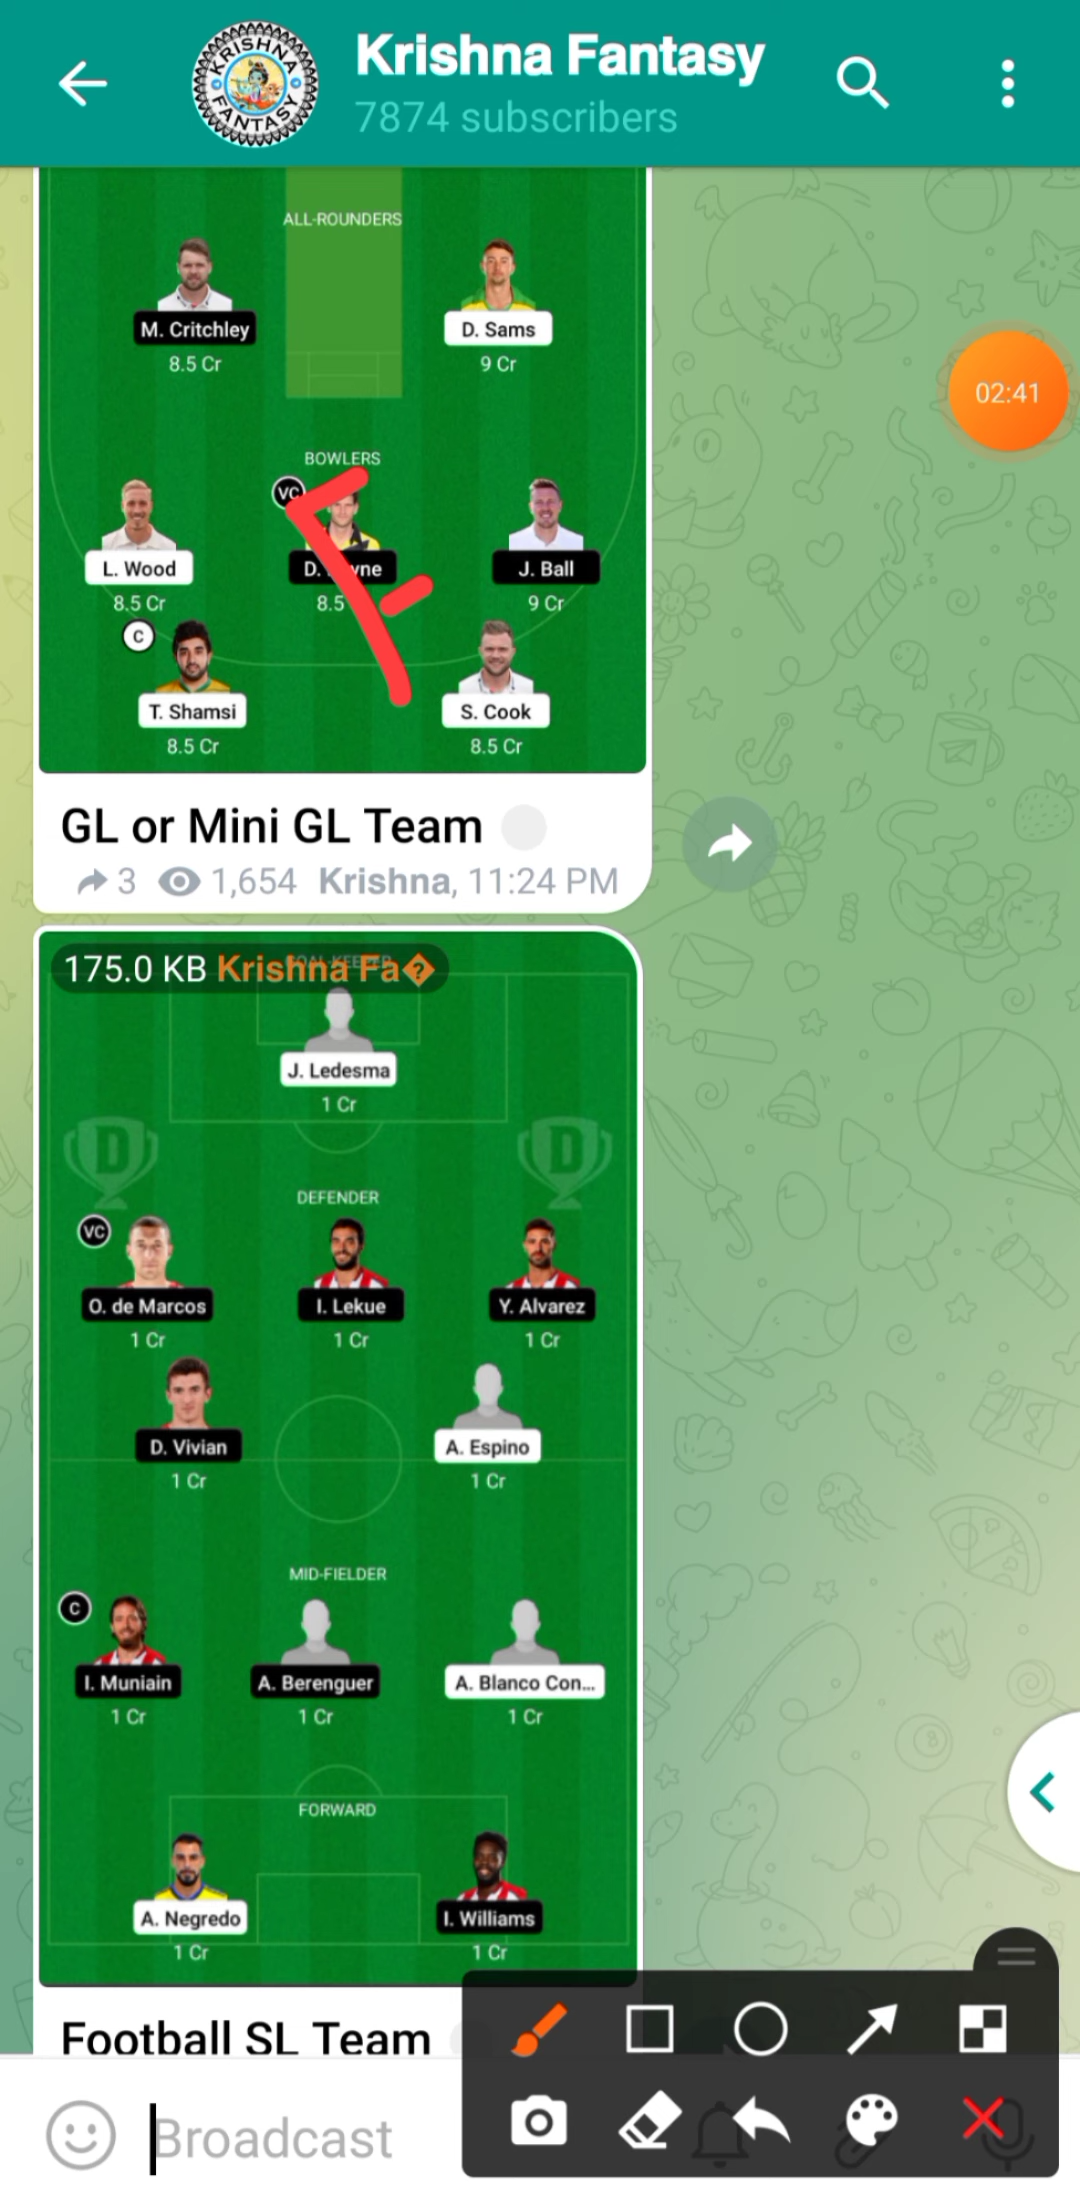 Krishna Fantasy
7874 subscribers
KRISHNA
FANTASY
ALL-ROUNDERS
M. Critchley
D. Sams
8.5 Cr
9 Cr
02:41
BOWLERS
VC
L. Wood
J. Ball
8.5 Cr
8.5
9 Cr
C
T. Shamsi
S. Cook
8.5 Cr
8.5 Cr
GL or Mini GL Team
3 1,654 Krishna, 11:24 PM
175.0 KB Krishna Fa
GOAL-KEEPER
J. Ledesma
1 Cr
D
D
DEFENDER
VC
O. de Marcos
I. Lekue
Y. Alvarez
1 Cr
1 Cr
1 Cr
D. Vivian
A. Espino
1 Cr
1 Cr
MID-FIELDER
C
I. Muniain
A. Berenguer
A. Blanco Con...
1 Cr
1 Cr
1 Cr
FORWARD
A. Negredo
I. Williams
1 Cr
1 Cr
Football SL Team
Broadcast